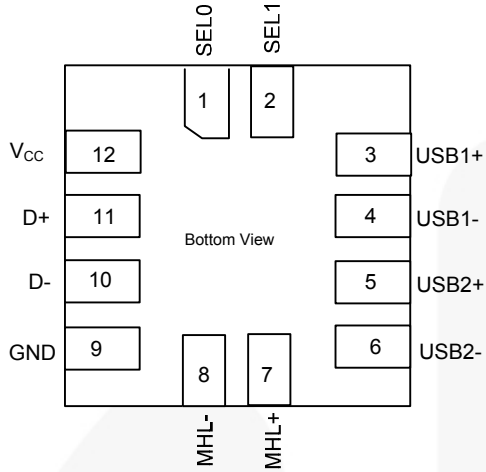 SEL0
SEL1
1
2
V_CC 12
3 USB1+
D+ 11
4 USB1-
Bottom View
D- 10
5 USB2+
GND 9
6 USB2-
8
7
MHL-
MHL+